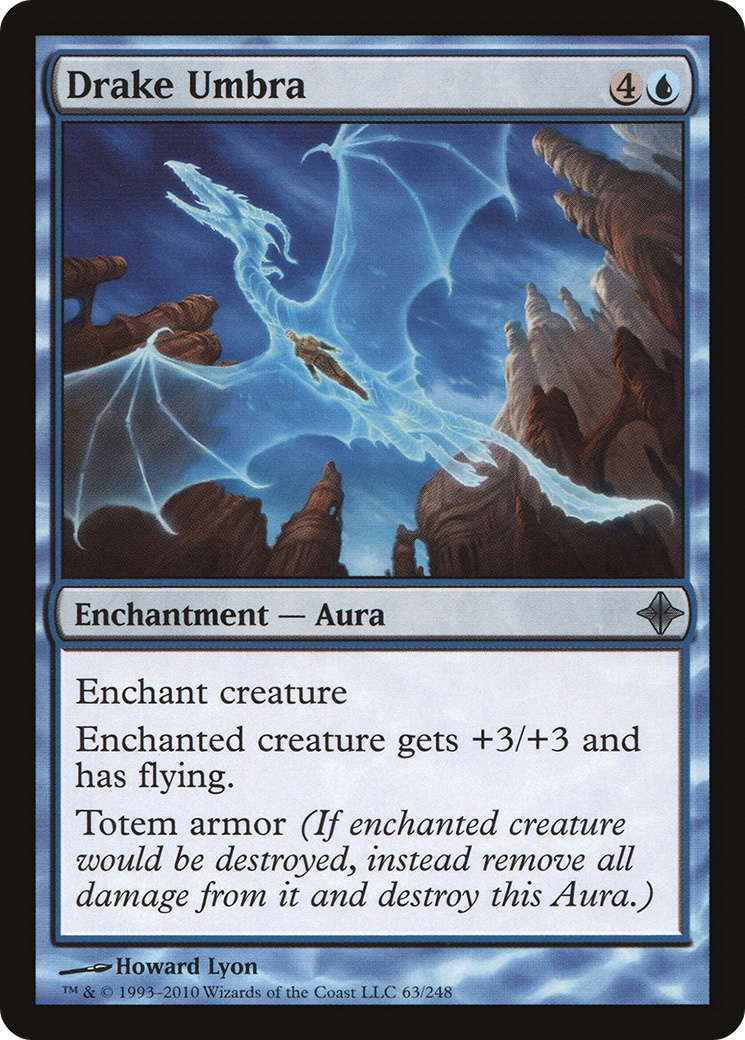 Drake Umbra 4
Enchantment — Aura
Enchant creature
Enchanted creature gets +3/+3 and
has flying.
Totem armor (If enchanted creature
would be destroyed, instead remove all
damage from it and destroy this Aura.)
Howard Lyon
™ & © 1993–2010 Wizards of the Coast LLC 63/248